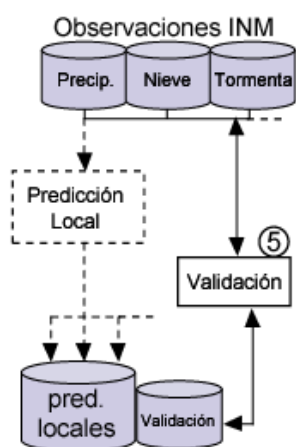 Observaciones INM
Precip. Nieve Tormenta
Predicción
Local
5
Validación
pred.
locales
Validación